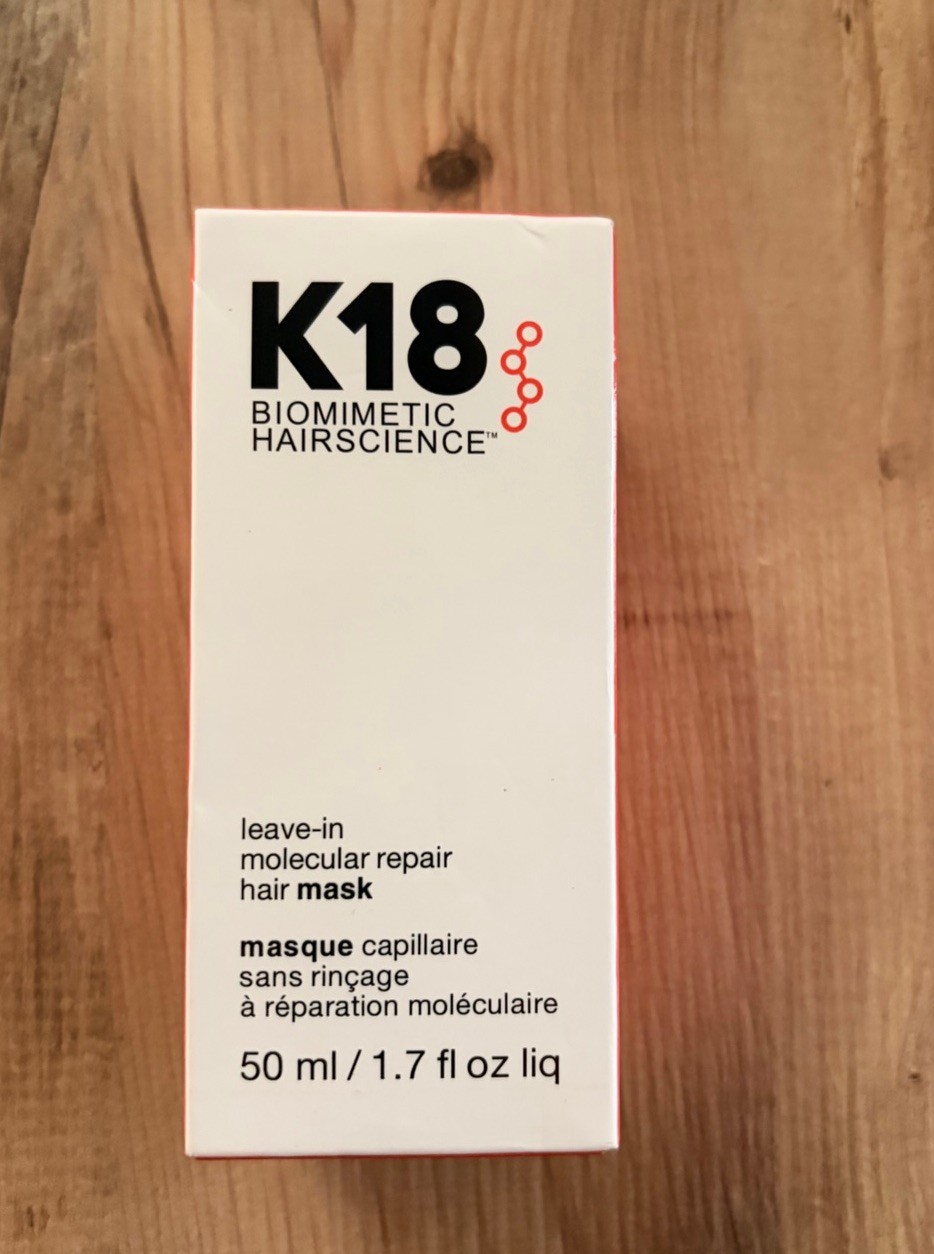 K18
BIOMIMETIC
HAIRSCIENCE™
leave-in
molecular repair
hair mask
masque capillaire
sans rinçage
à réparation moléculaire
50 ml / 1.7 fl oz liq